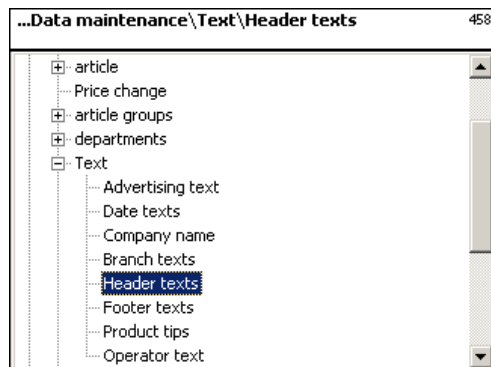 ...Data maintenance\Text\Header texts 458
article
Price change
article groups
departments
Text
Advertising text
Date texts
Company name
Branch texts
Header texts
Footer texts
Product tips
Operator text